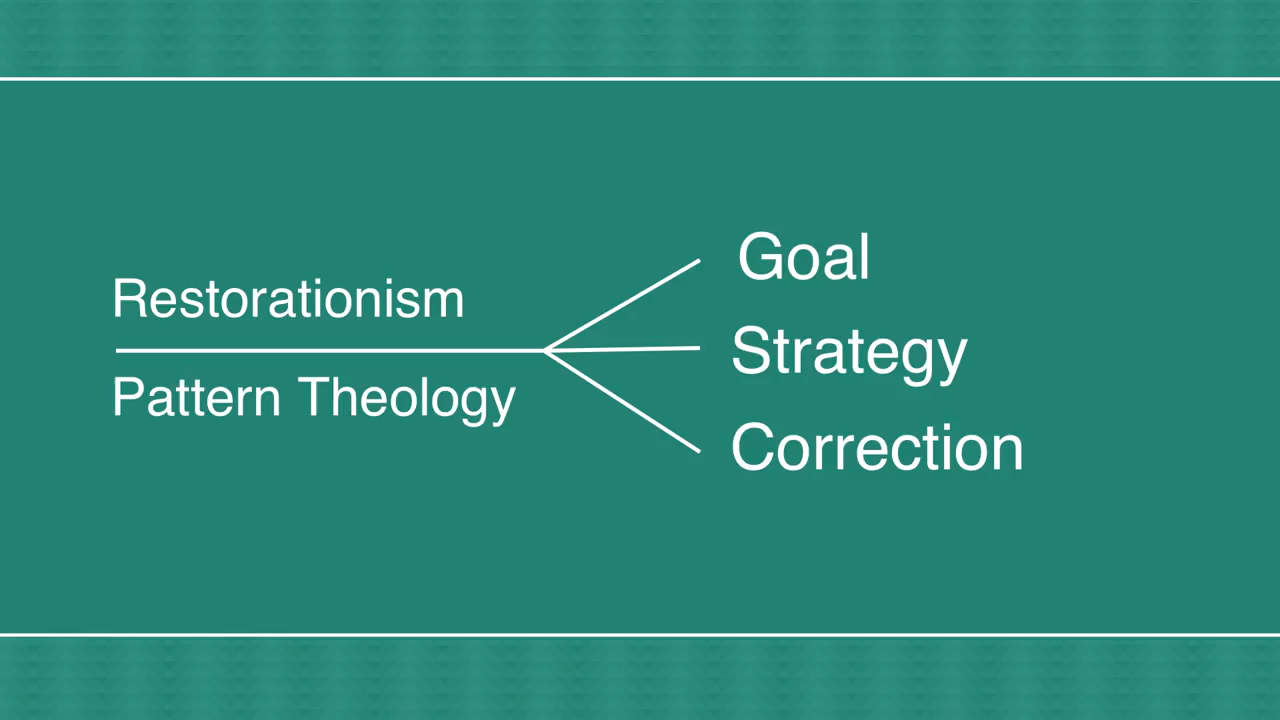 Restorationism
Pattern Theology
Goal
Strategy
Correction